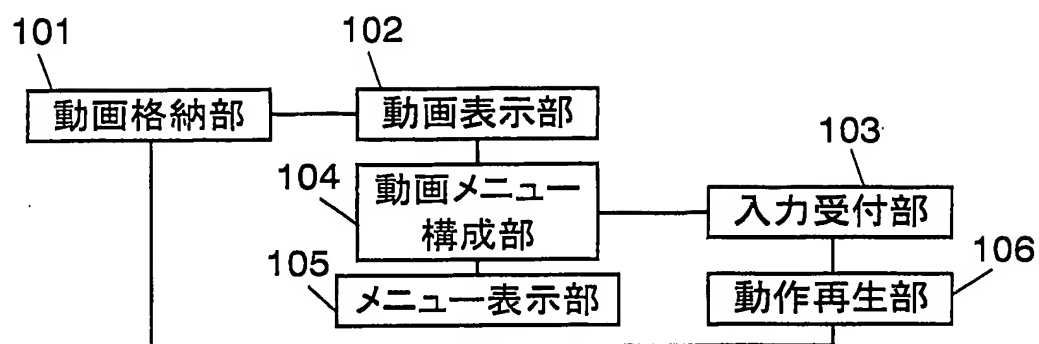 101
102
動画格納部
動画表示部
103
104
動画メニュー
構成部
入力受付部
105
メニュー表示部
106
動作再生部